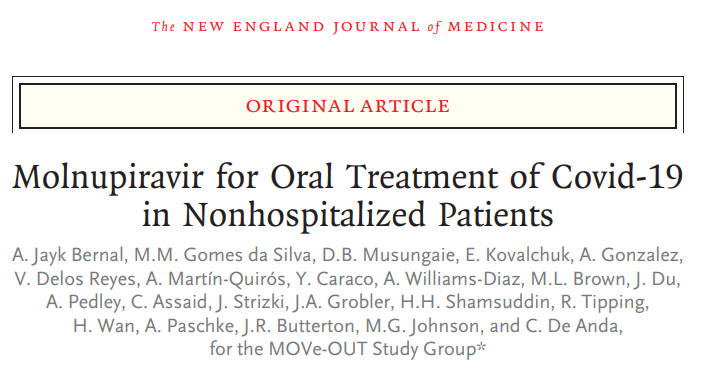 The NEW ENGLAND JOURNAL of MEDICINE
ORIGINAL ARTICLE
Molnupiravir for Oral Treatment of Covid-19
in Nonhospitalized Patients
A. Jayk Bernal, M.M. Gomes da Silva, D.B. Musungaie, E. Kovalchuk, A. Gonzalez,
V. Delos Reyes, A. Martín-Quirós, Y. Caraco, A. Williams-Diaz, M.L. Brown, J. Du,
A. Pedley, C. Assaid, J. Strizki, J.A. Grobler, H.H. Shamsuddin, R. Tipping,
H. Wan, A. Paschke, J.R. Butterton, M.G. Johnson, and C. De Anda,
for the MOVe-OUT Study Group*